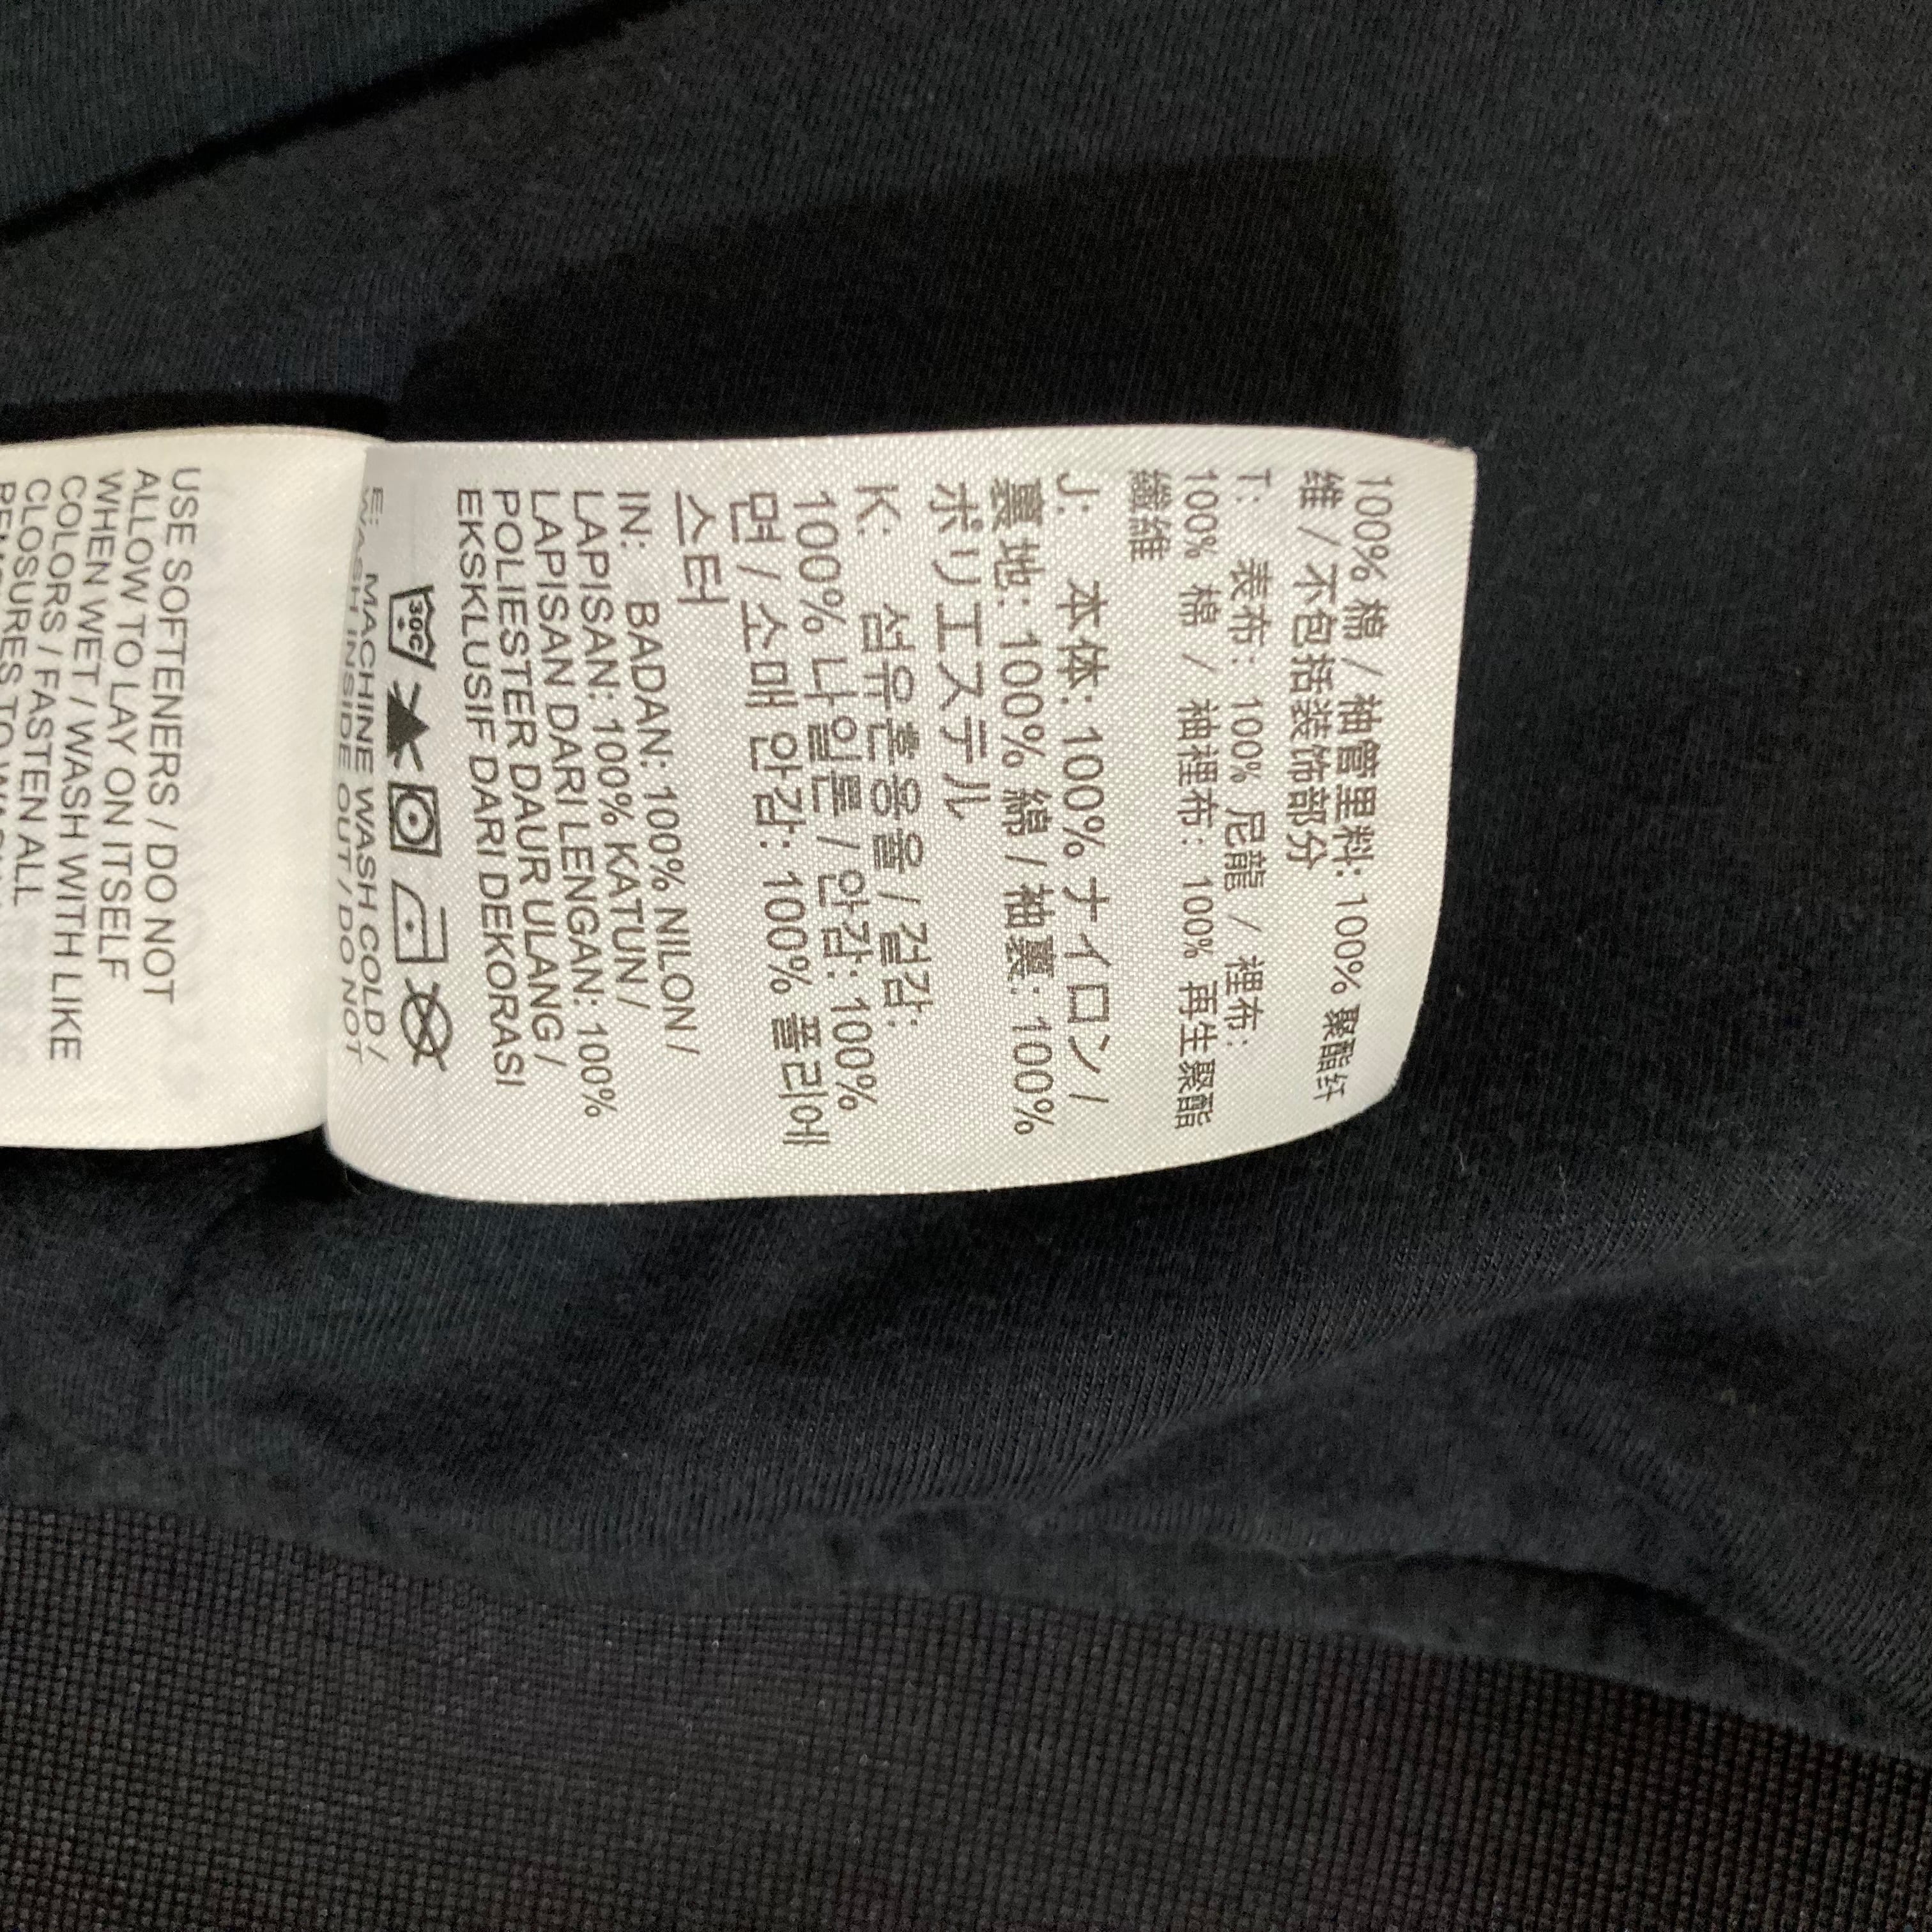 100% 棉 / 袖管里料: 100% 聚酯纤
维 / 不包括装饰部分
T: 表布: 100% 尼龍 / 裡布:
100% 棉 / 袖裡布: 100% 再生聚酯
纖維
J: 本体: 100% ナイロン /
裏地: 100% 綿 / 袖裏: 100%
ポリエステル
K: 섬유혼용율 / 겉감:
100% 나일론 / 안감: 100%
면 / 소매 안감: 100% 폴리에
스터
IN: BADAN: 100% NILON /
LAPISAN: 100% KATUN /
LAPISAN DARI LENGAN: 100%
POLIESTER DAUR ULANG /
EKSKLUSIF DARI DEKORASI
30C
E: MACHINE WASH COLD /
WASH INSIDE OUT / DO NOT
USE SOFTENERS / DO NOT
ALLOW TO LAY ON ITSELF
WHEN WET / WASH WITH LIKE
COLORS / FASTEN ALL
CLOSURES TO